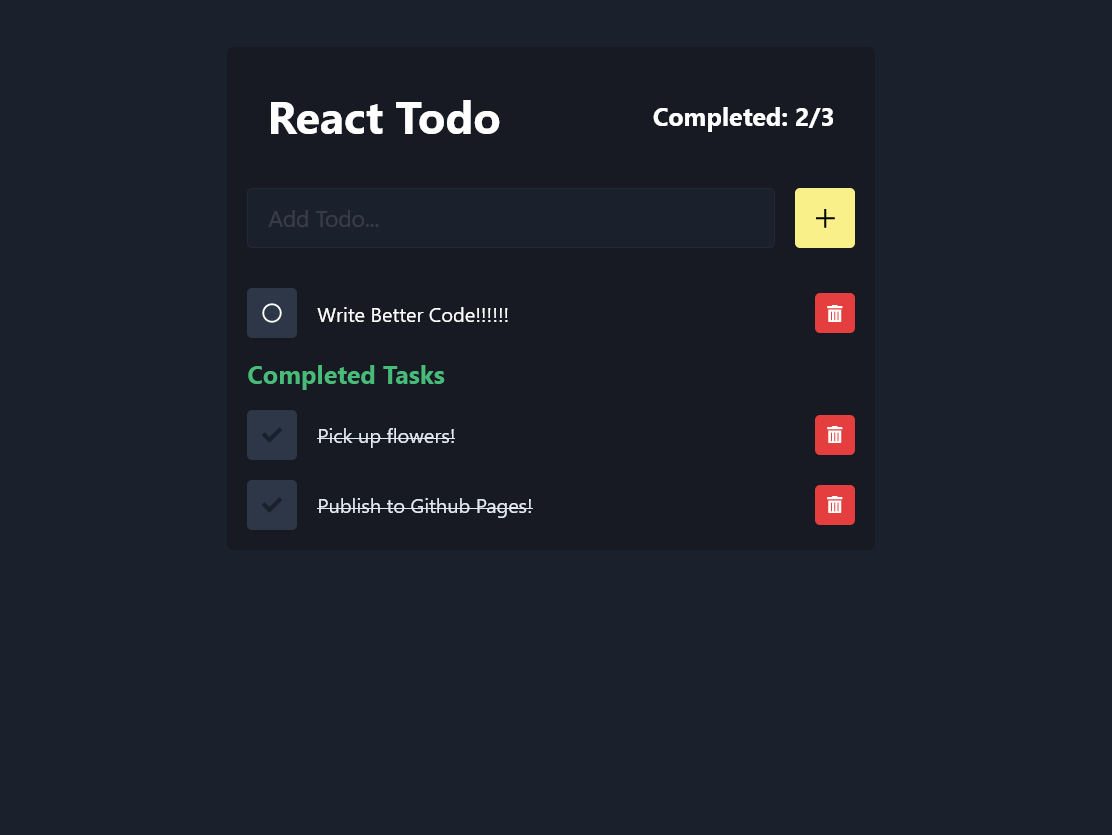 React Todo
Completed: 2/3
Add Todo...
Write Better Code!!!!!!
Completed Tasks
Pick up flowers!
Publish to Github Pages!